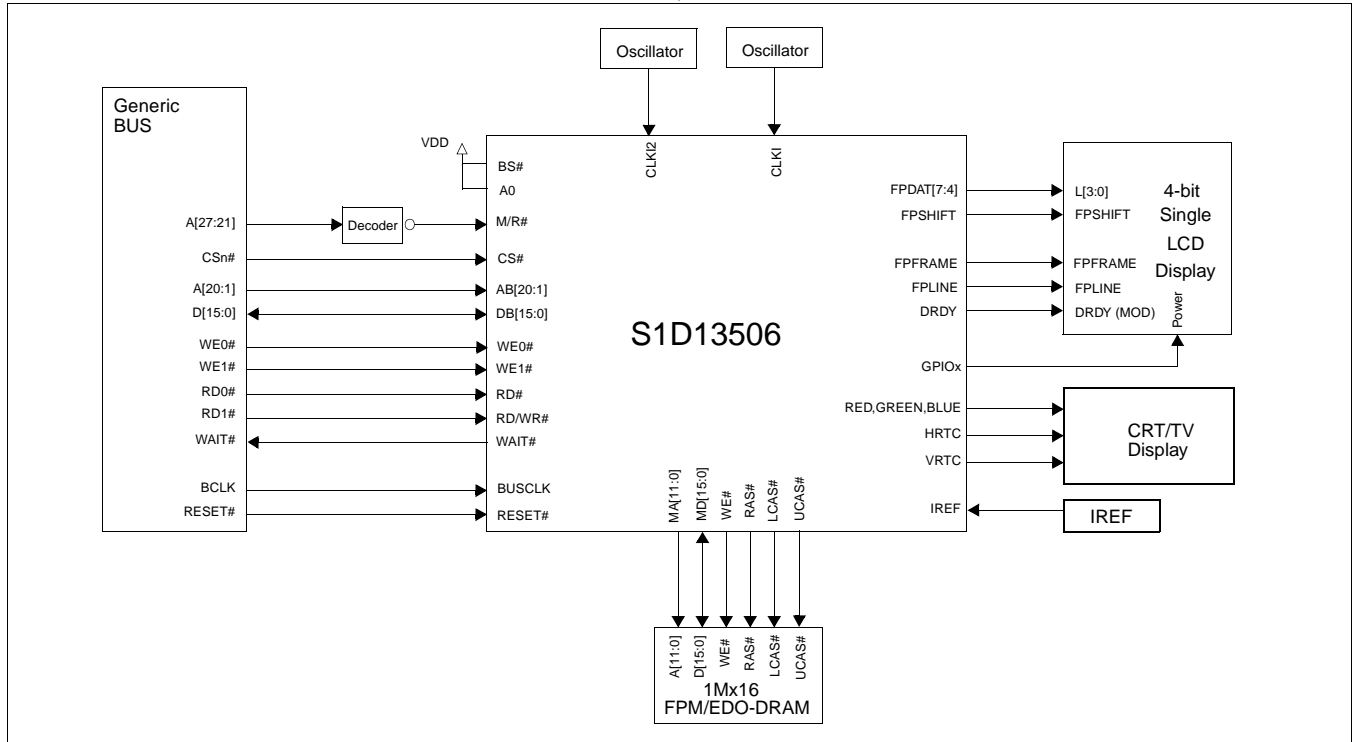 Oscillator
Oscillator
Generic
BUS
VDD
BS#
A0
CLKI2
CLKI
A[27:21]
Decoder
M/R#
CSn#
CS#
A[20:1]
AB[20:1]
D[15:0]
DB[15:0]
WE0#
WE0#
WE1#
WE1#
RD0#
RD#
RD1#
RD/WR#
WAIT#
WAIT#
BCLK
BUSCLK
RESET#
RESET#
S1D13506
FPDAT[7:4]
FPSHIFT
FPFRAME
FPLINE
DRDY
GPIOx
RED,GREEN,BLUE
HRTC
VRTC
IREF
L[3:0]
FPSHIFT
FPFRAME
FPLINE
DRDY (MOD)
4-bit
Single
LCD
Display
Power
CRT/TV
Display
IREF
MA[11:0]
MD[15:0]
WE#
RAS#
LCAS#
UCAS#
A[11:0]
D[15:0]
WE#
RAS#
LCAS#
UCAS#
1Mx16
FPM/EDO-DRAM